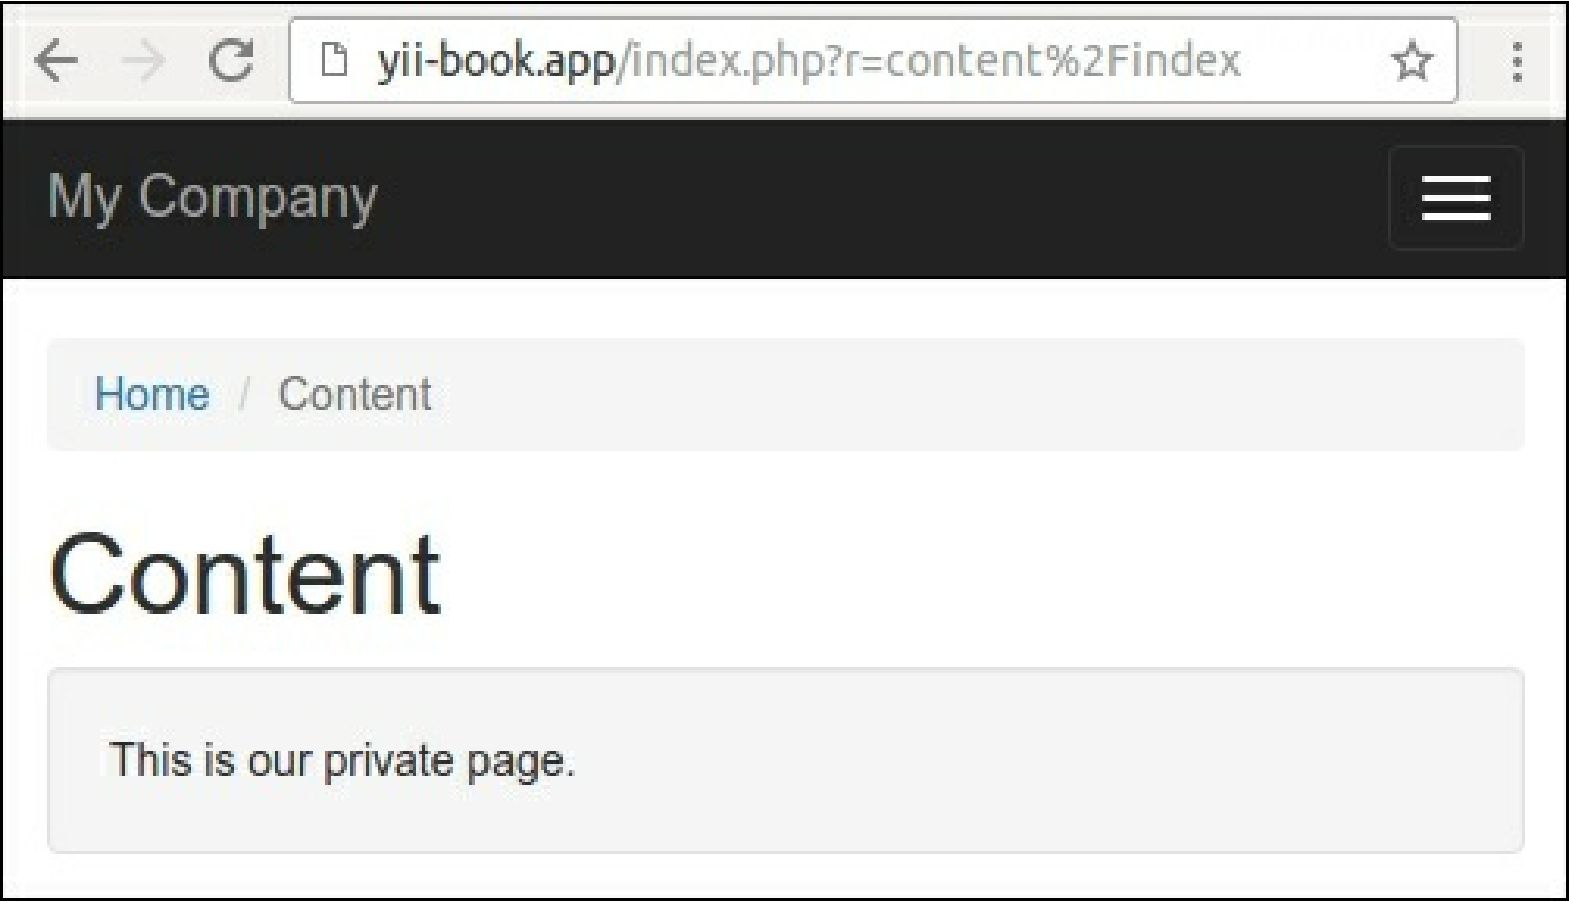 yii-book.app/index.php?r=content%2Findex
My Company
Home / Content
Content
This is our private page.